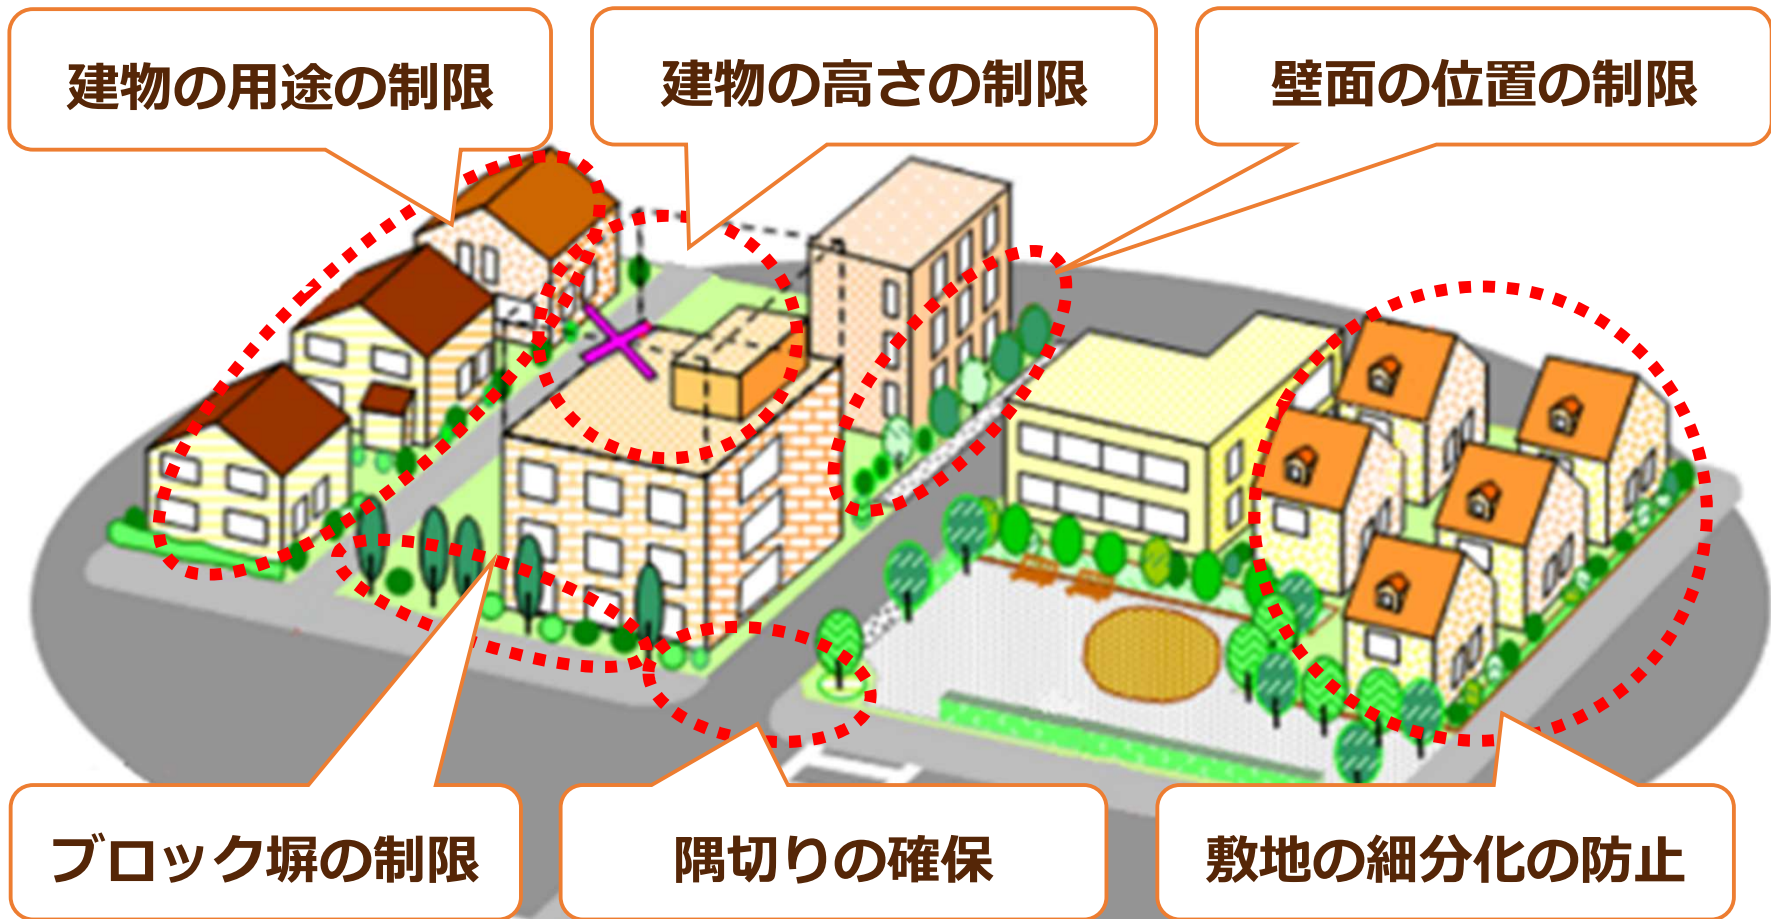 建物の用途の制限
建物の高さの制限
壁面の位置の制限
ブロック塀の制限
隅切りの確保
敷地の細分化の防止